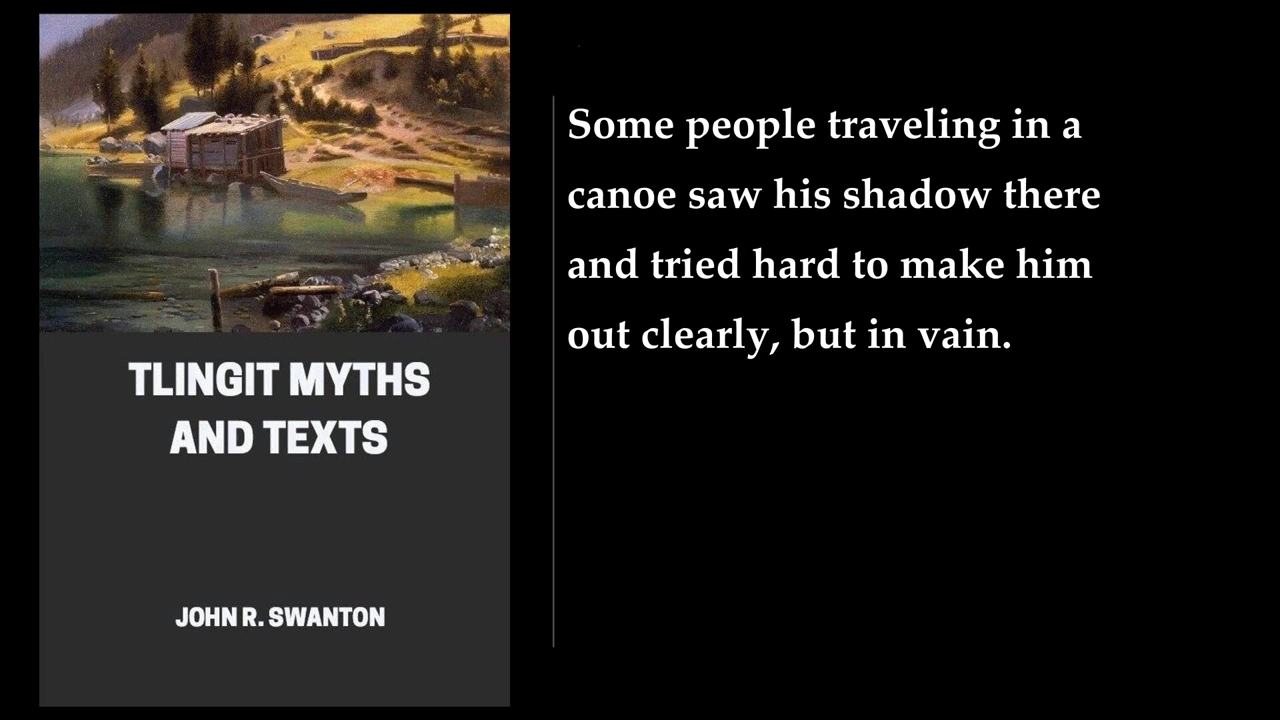 TLINGIT MYTHS
AND TEXTS
JOHN R. SWANTON
Some people traveling in a
canoe saw his shadow there
and tried hard to make him
out clearly, but in vain.